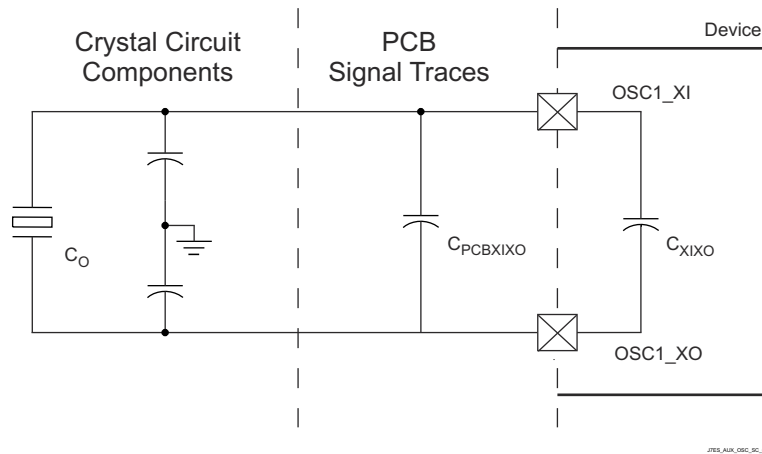 Crystal Circuit
Components
PCB
Signal Traces
Device
OSC1_XI
C_O
C_PCBXIXO
C_XIXO
OSC1_XO